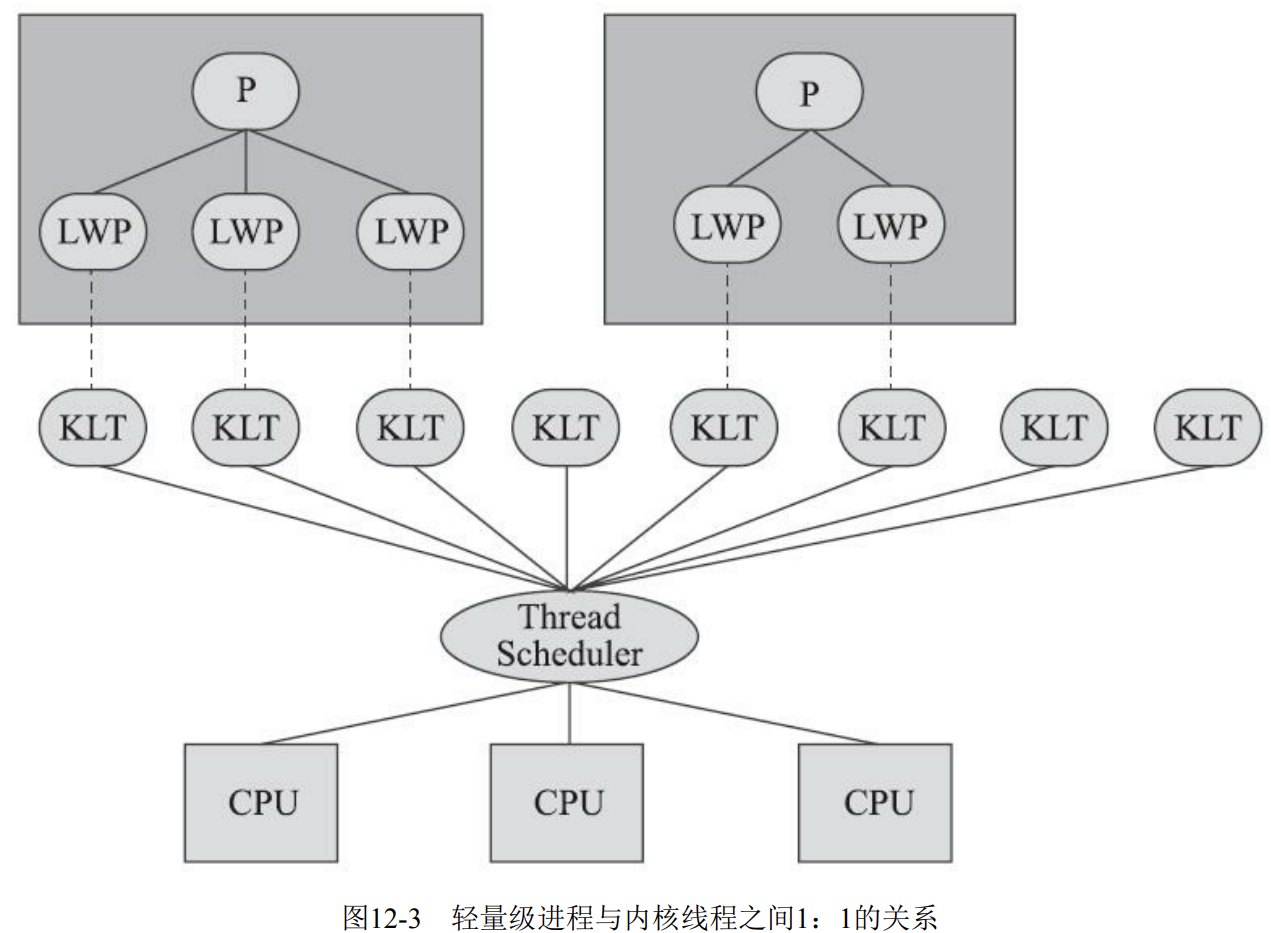 P
P
LWP
LWP
LWP
LWP
LWP
KLT
KLT
KLT
KLT
KLT
KLT
KLT
KLT
Thread
Scheduler
CPU
CPU
CPU
图12-3 轻量级进程与内核线程之间1：1的关系